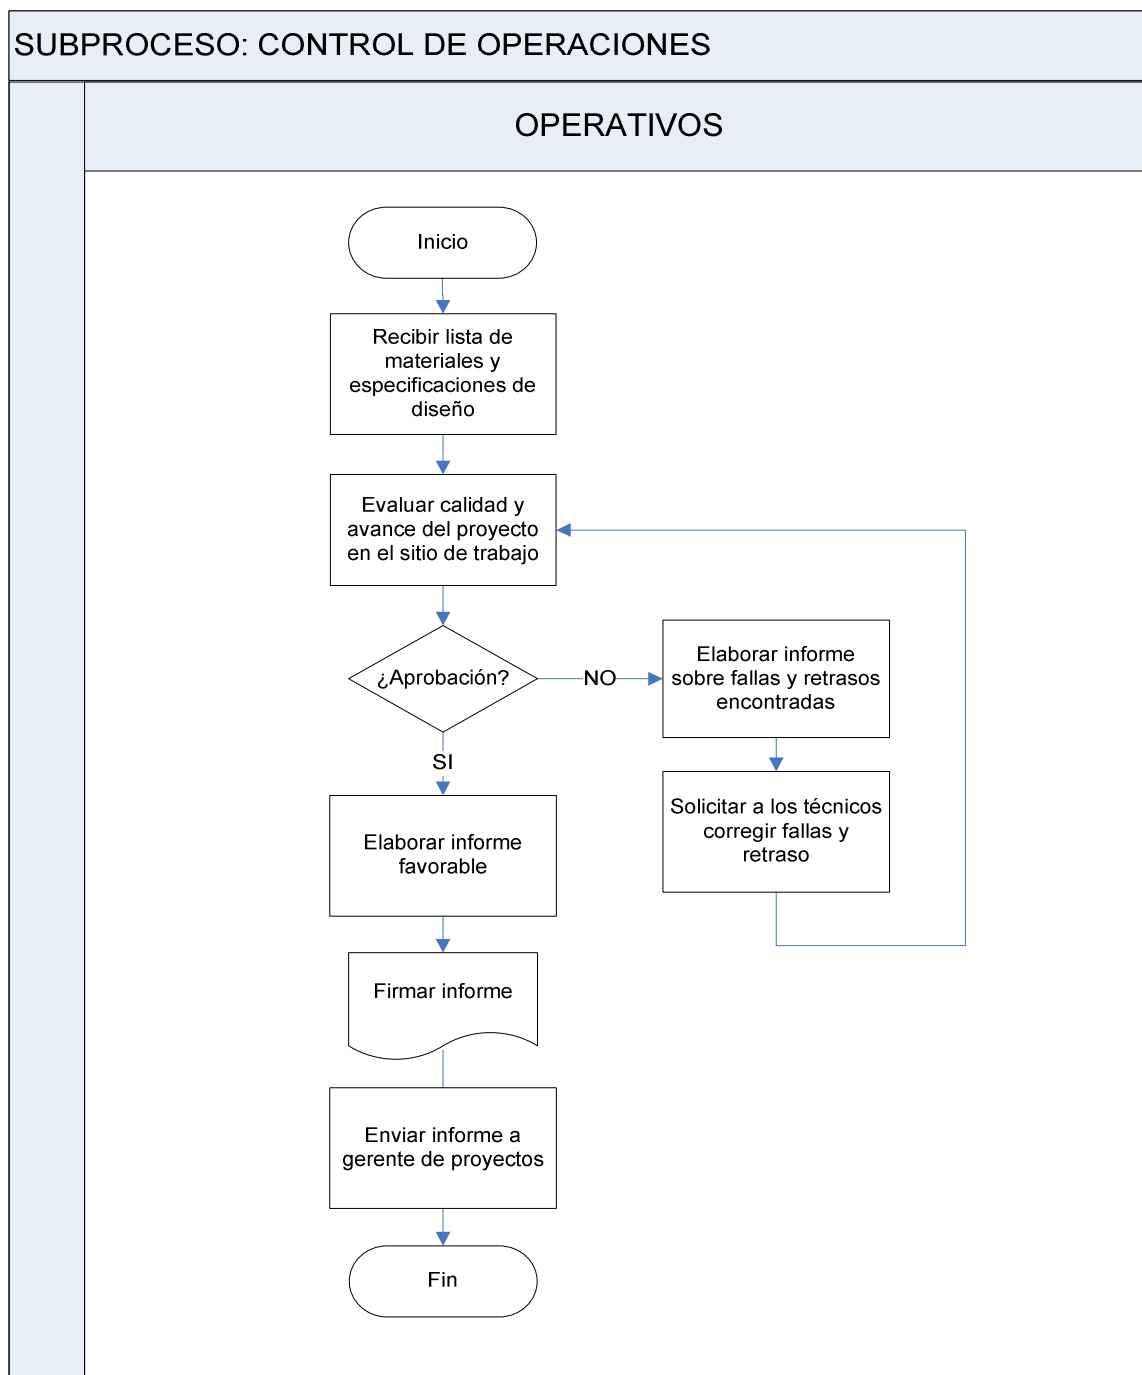 SUBPROCESO: CONTROL DE OPERACIONES
OPERATIVOS
Inicio
Recibir lista de
materiales y
especificaciones de
diseño
Evaluar calidad y
avance del proyecto
en el sitio de trabajo
¿Aprobación?
NO
Elaborar informe
sobre fallas y retrasos
encontradas
SI
Solicitar a los técnicos
corregir fallas y
retraso
Elaborar informe
favorable
Firmar informe
Enviar informe a
gerente de proyectos
Fin